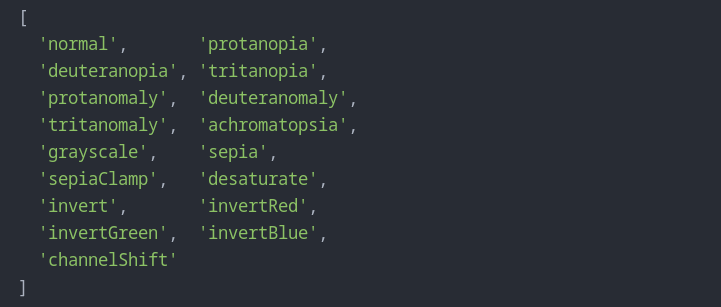 [
  'normal',       'protanopia',
  'deuteranopia', 'tritanopia',
  'protanomaly',  'deuteranomaly',
  'tritanomaly',  'achromatopsia',
  'grayscale',    'sepia',
  'sepiaClamp',   'desaturate',
  'invert',       'invertRed',
  'invertGreen',  'invertBlue',
  'channelShift'
]